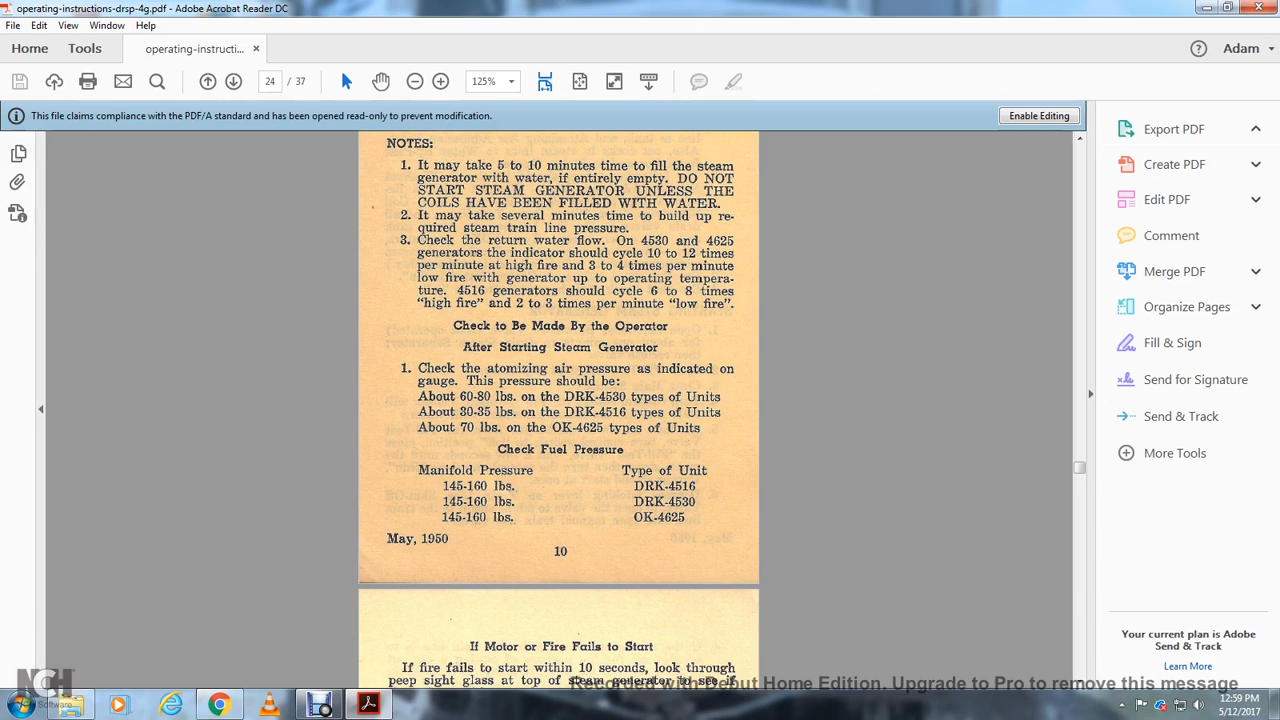 operating-instructions-drsp-4g.pdf - Adobe Acrobat Reader DC
File Edit View Window Help
Home Tools operating-instructi... × Adam
24 / 37 125%
This file claims compliance with the PDF/A standard and has been opened read-only to prevent modification. Enable Editing
NOTES:
1. It may take 5 to 10 minutes time to fill the steam
generator with water, if entirely empty. DO NOT
START STEAM GENERATOR UNLESS THE
COILS HAVE BEEN FILLED WITH WATER.
2. It may take several minutes time to build up re-
quired steam train line pressure.
3. Check the return water flow. On 4530 and 4625
generators the indicator should cycle 10 to 12 times
per minute at high fire and 3 to 4 times per minute
low fire with generator up to operating tempera-
ture. 4516 generators should cycle 6 to 8 times
"high fire" and 2 to 3 times per minute "low fire".
Check to Be Made By the Operator
After Starting Steam Generator
1. Check the atomizing air pressure as indicated on
gauge. This pressure should be:
About 60-80 lbs. on the DRK-4530 types of Units
About 30-35 lbs. on the DRK-4516 types of Units
About 70 lbs. on the OK-4625 types of Units
Check Fuel Pressure
Manifold Pressure Type of Unit
145-160 lbs. DRK-4516
145-160 lbs. DRK-4530
145-160 lbs. OK-4625
May, 1950
10
If Motor or Fire Fails to Start
If fire fails to start within 10 seconds, look through
peep sight glass at top of steam generator to see if
Export PDF
Create PDF
Edit PDF
Comment
Merge PDF
Organize Pages
Fill & Sign
Send for Signature
Send & Track
More Tools
Your current plan is Adobe
Send & Track
Learn More
NCH
Software
Recorded with Debut Home Edition. Upgrade to Pro to remove this message
12:59 PM
5/12/2017